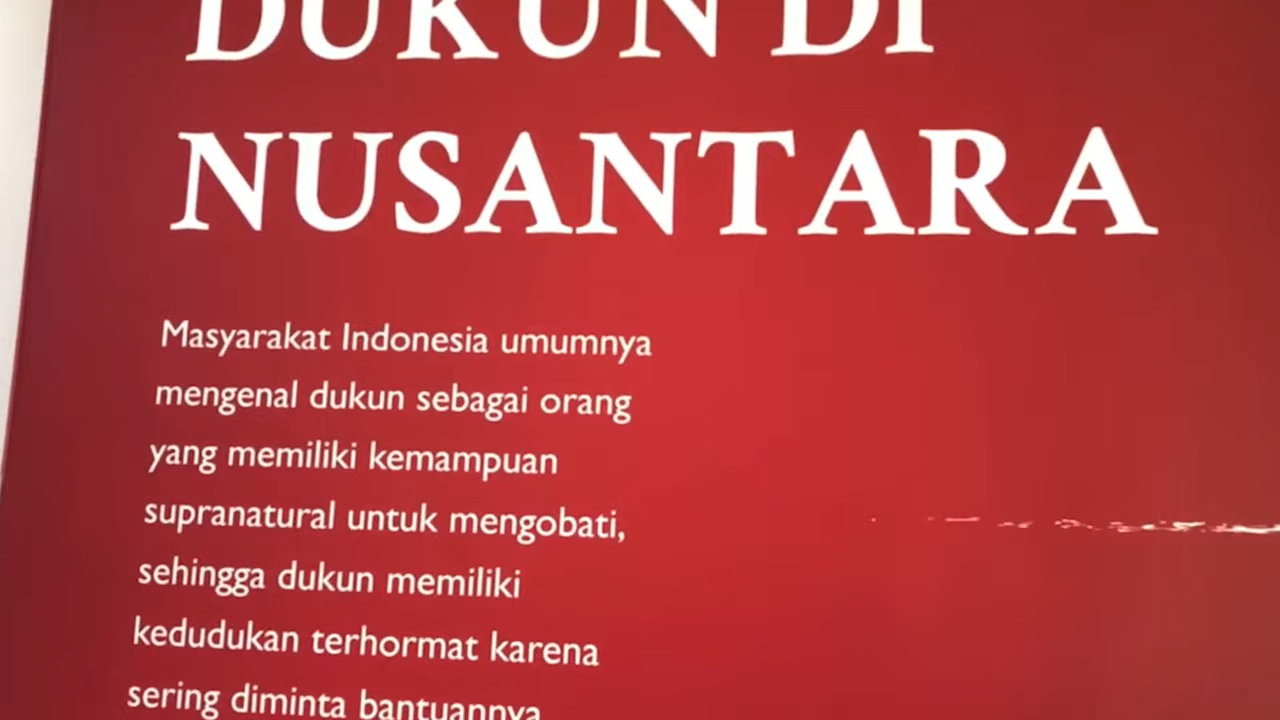 DUKUN DI
NUSANTARA
Masyarakat Indonesia umumnya
mengenal dukun sebagai orang
yang memiliki kemampuan
supranatural untuk mengobati,
sehingga dukun memiliki
kedudukan terhormat karena
sering diminta bantuannya